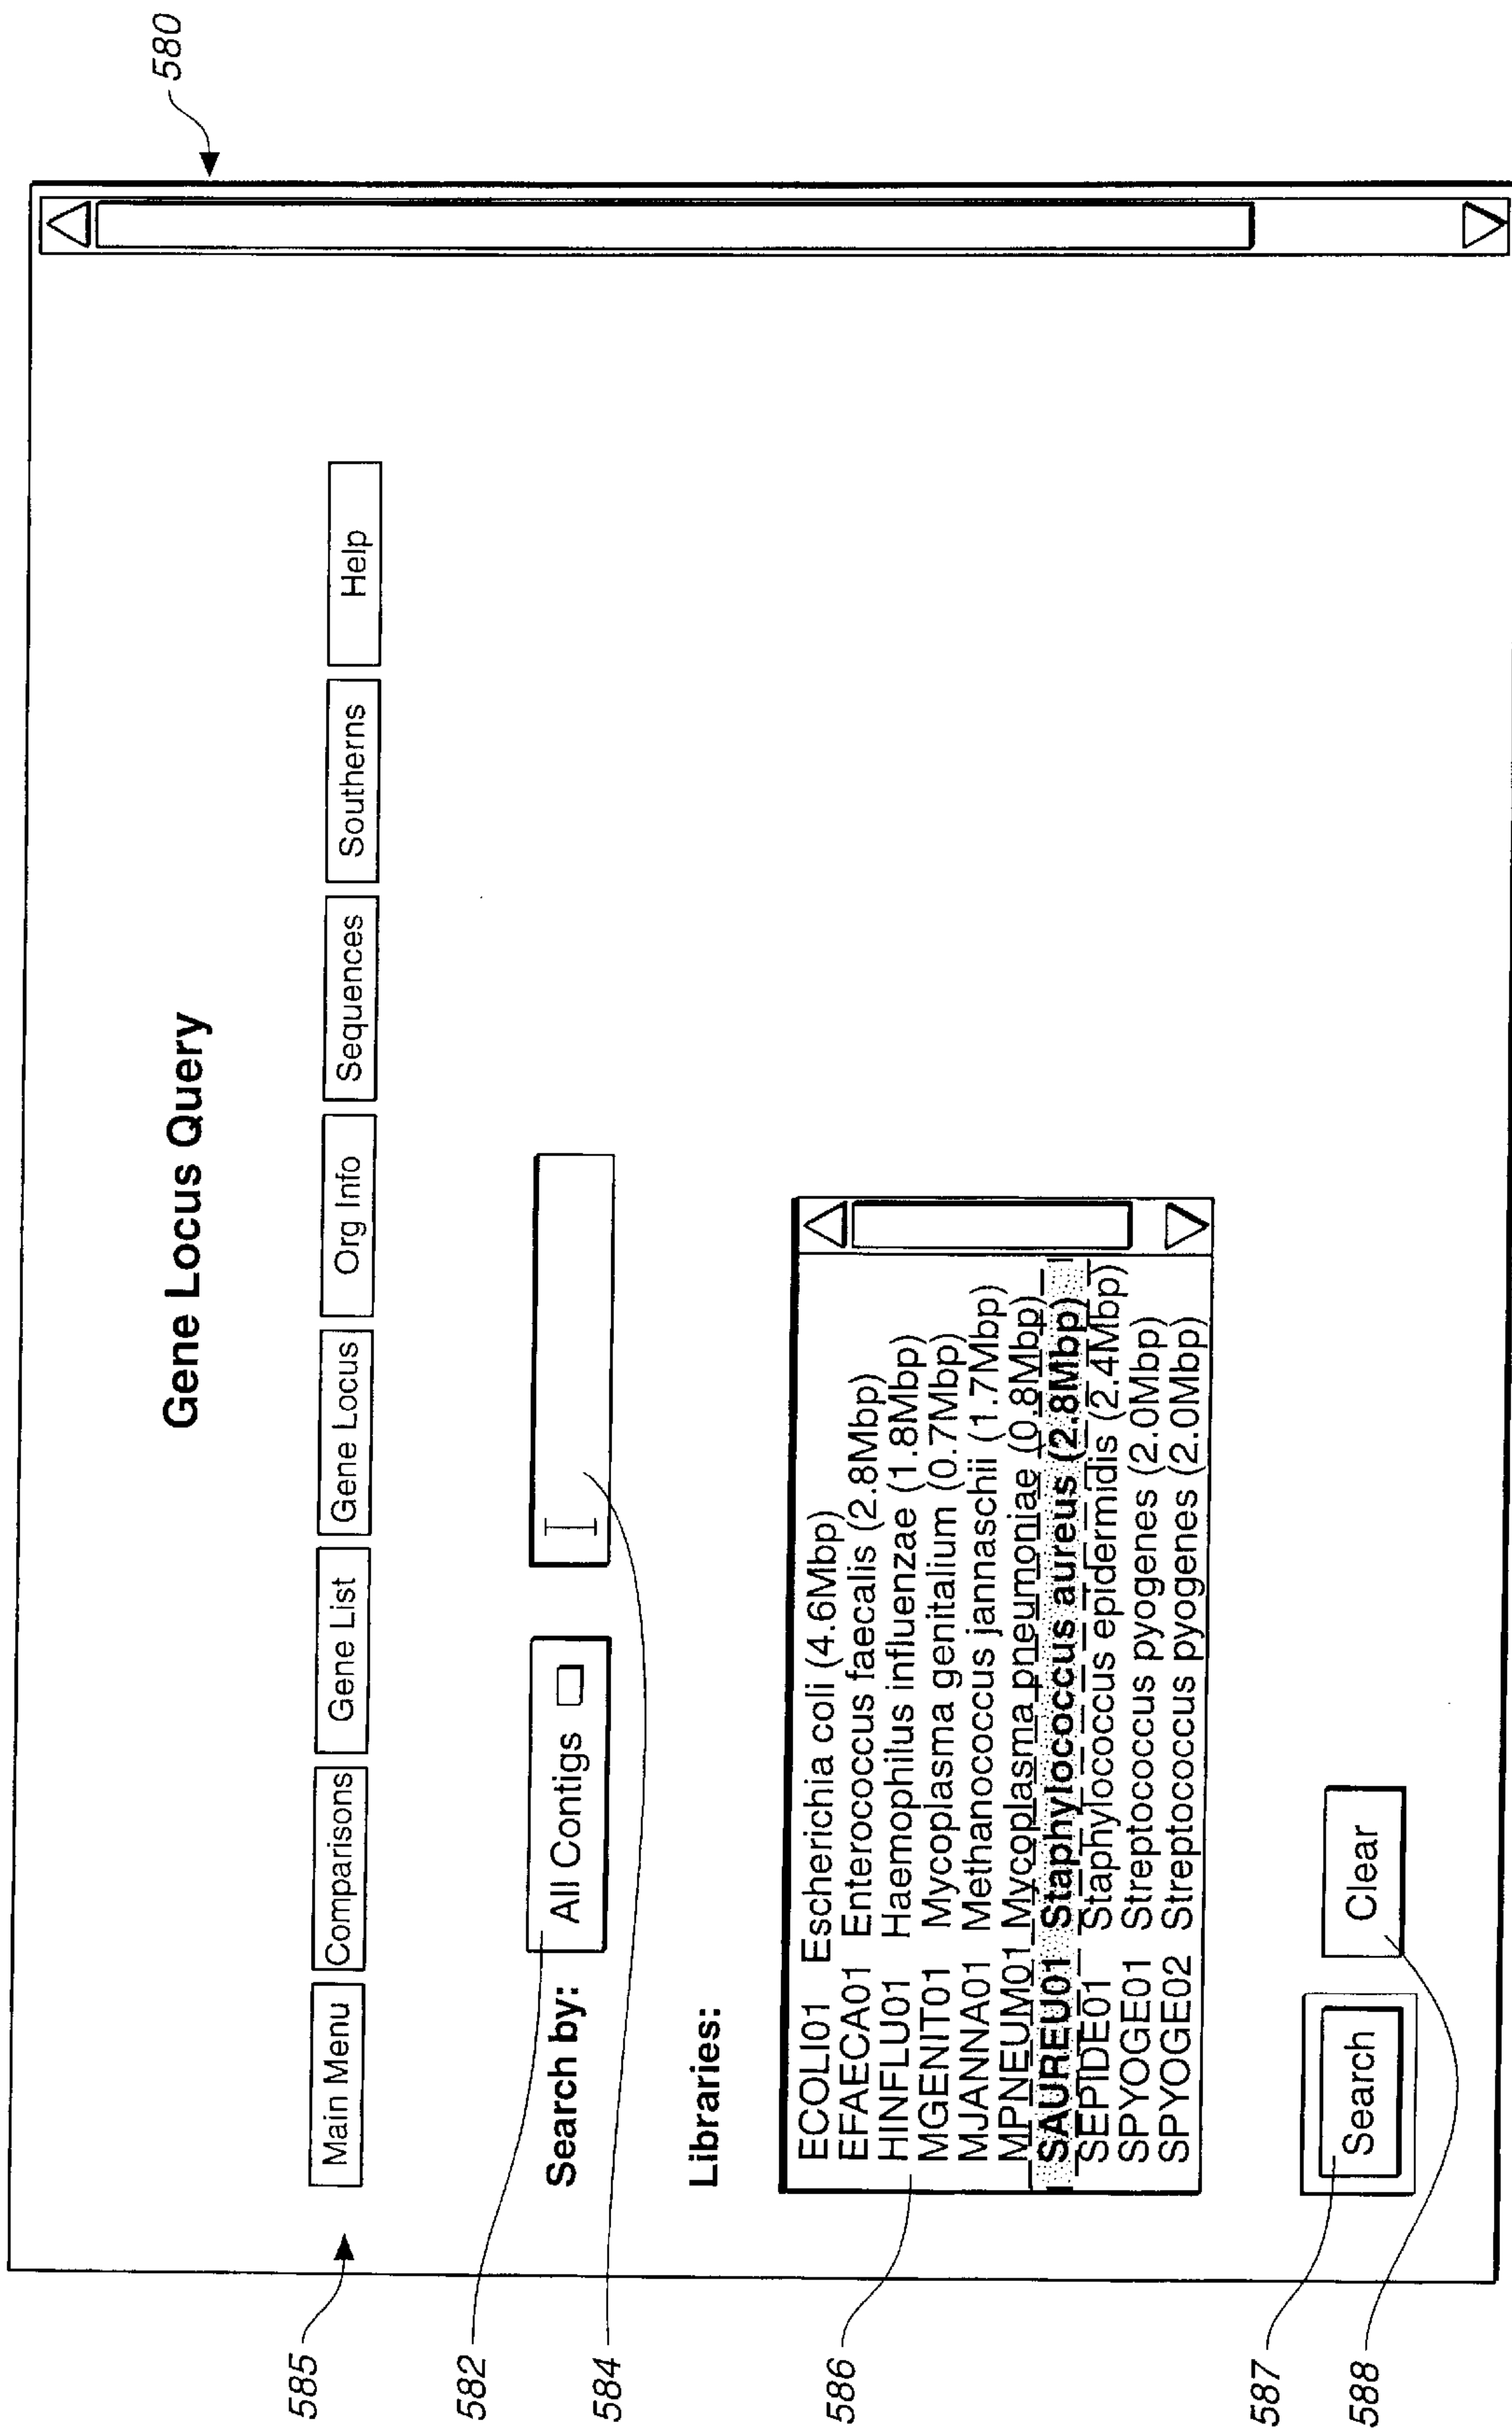 580
Gene Locus Query
585
Main Menu Comparisons Gene List Gene Locus Org Info Sequences Southerns Help
582
Search by: All Contigs
584
Libraries:
ECOLI01 Escherichia coli (4.6Mbp)
EFAECA01 Enterococcus faecalis (2.8Mbp)
586
HINFLU01 Haemophilus influenzae (1.8Mbp)
MGENIT01 Mycoplasma genitalium (0.7Mbp)
MJANNA01 Methanococcus jannaschii (1.7Mbp)
MPNEUM01 Mycoplasma pneumoniae (0.8Mbp)
SAUREU01 Staphylococcus aureus (2.8Mbp)
SEPIDE01 Staphylococcus epidermidis (2.4Mbp)
SPYOGE01 Streptococcus pyogenes (2.0Mbp)
SPYOGE02 Streptococcus pyogenes (2.0Mbp)
587
Search Clear
588